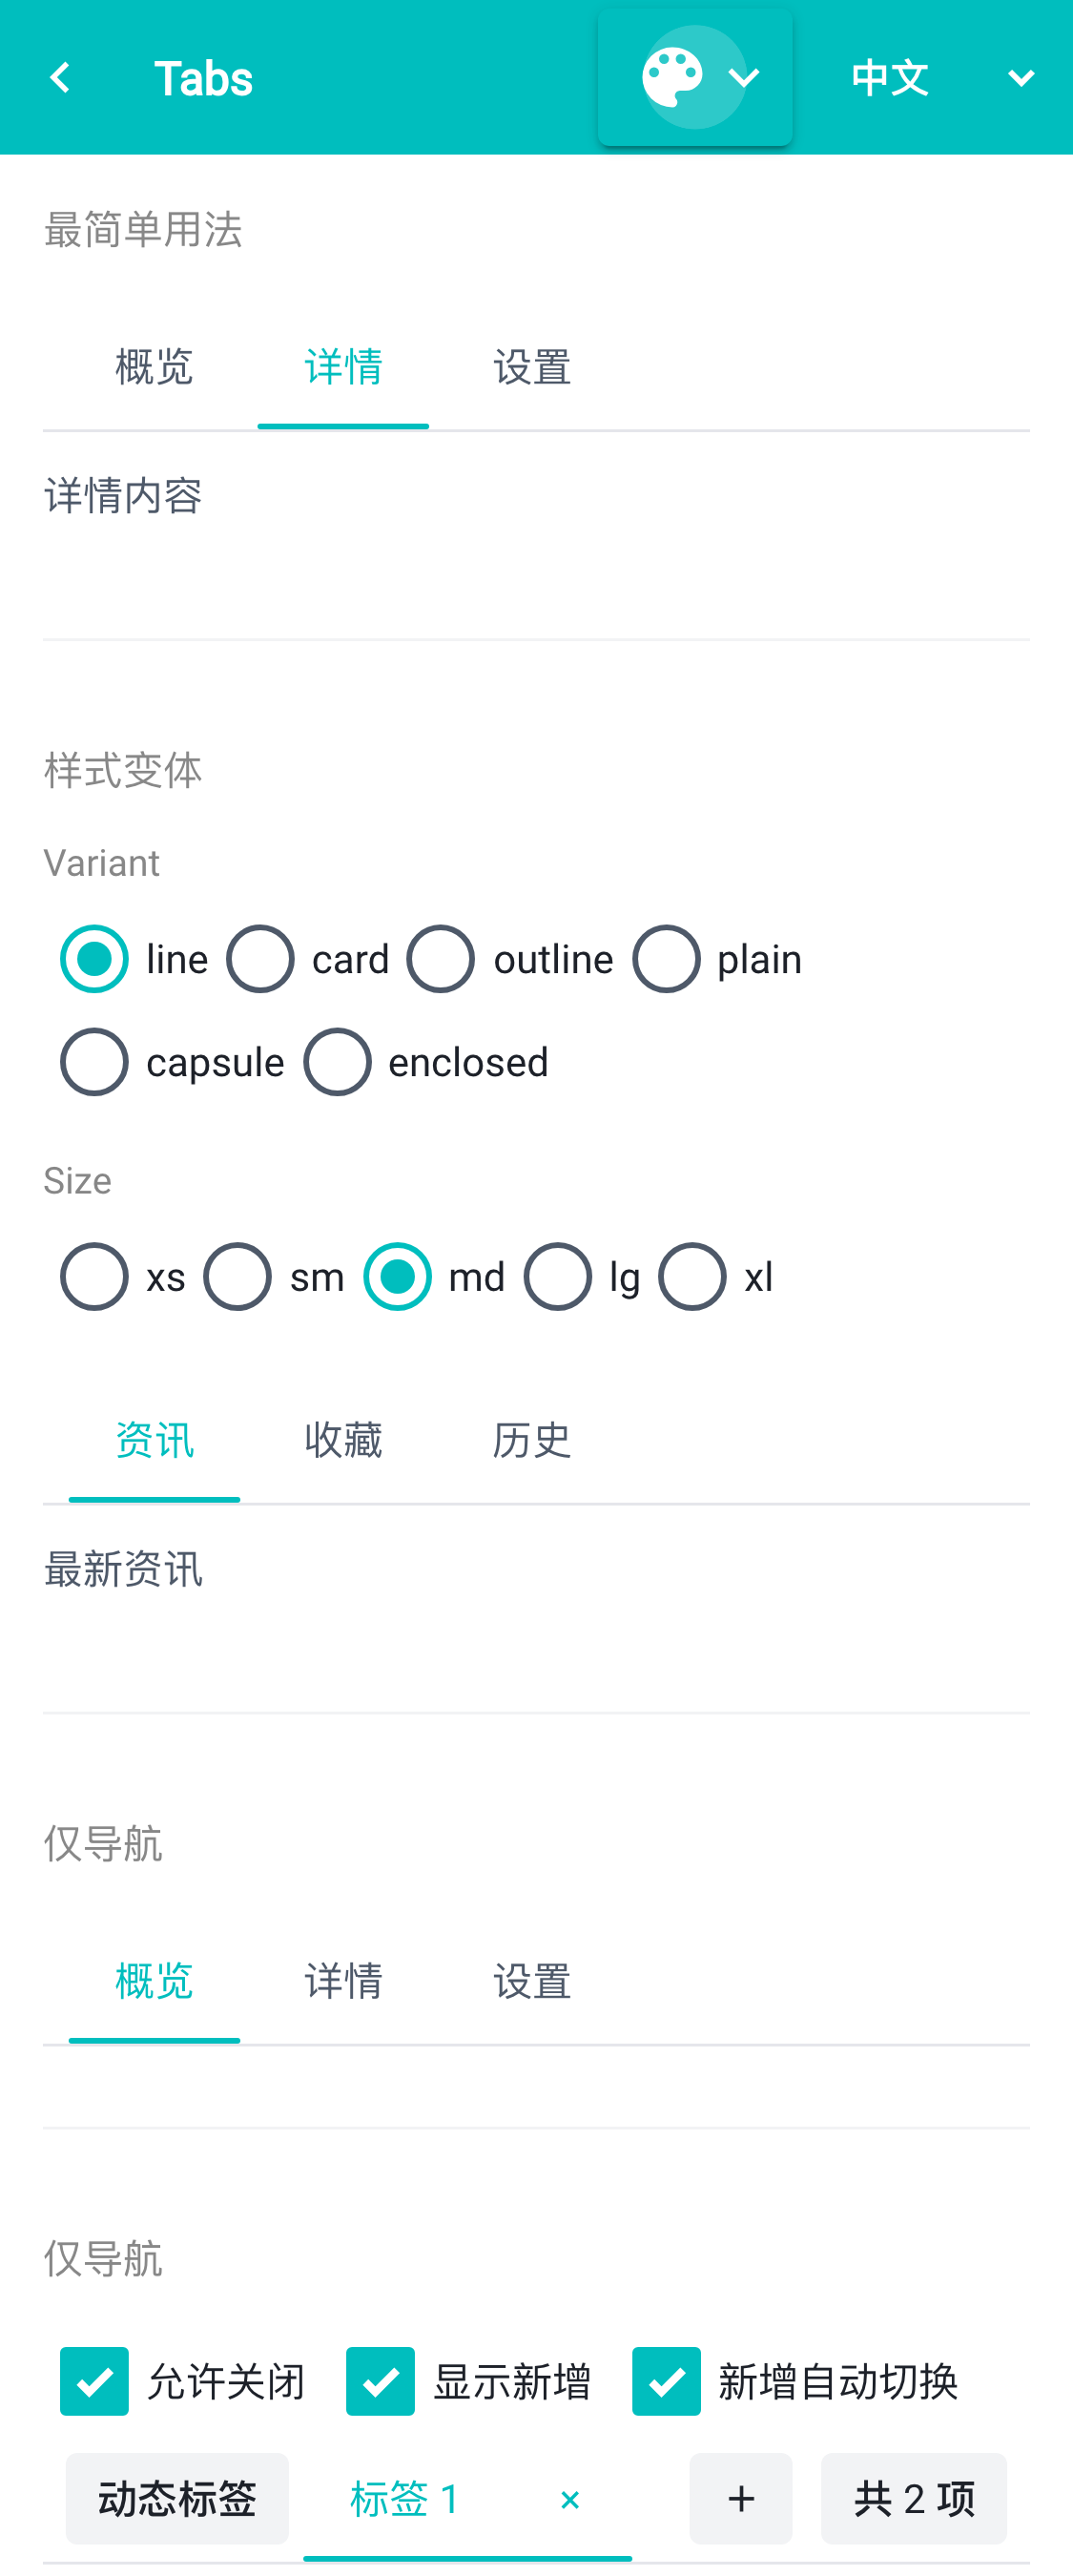 Tabs 中文
最简单用法
概览 详情 设置
详情内容
样式变体
Variant
line card outline plain
capsule enclosed
Size
xs sm md lg xl
资讯 收藏 历史
最新资讯
仅导航
概览 详情 设置
仅导航
允许关闭 显示新增 新增自动切换
动态标签 标签 1 × + 共 2 项